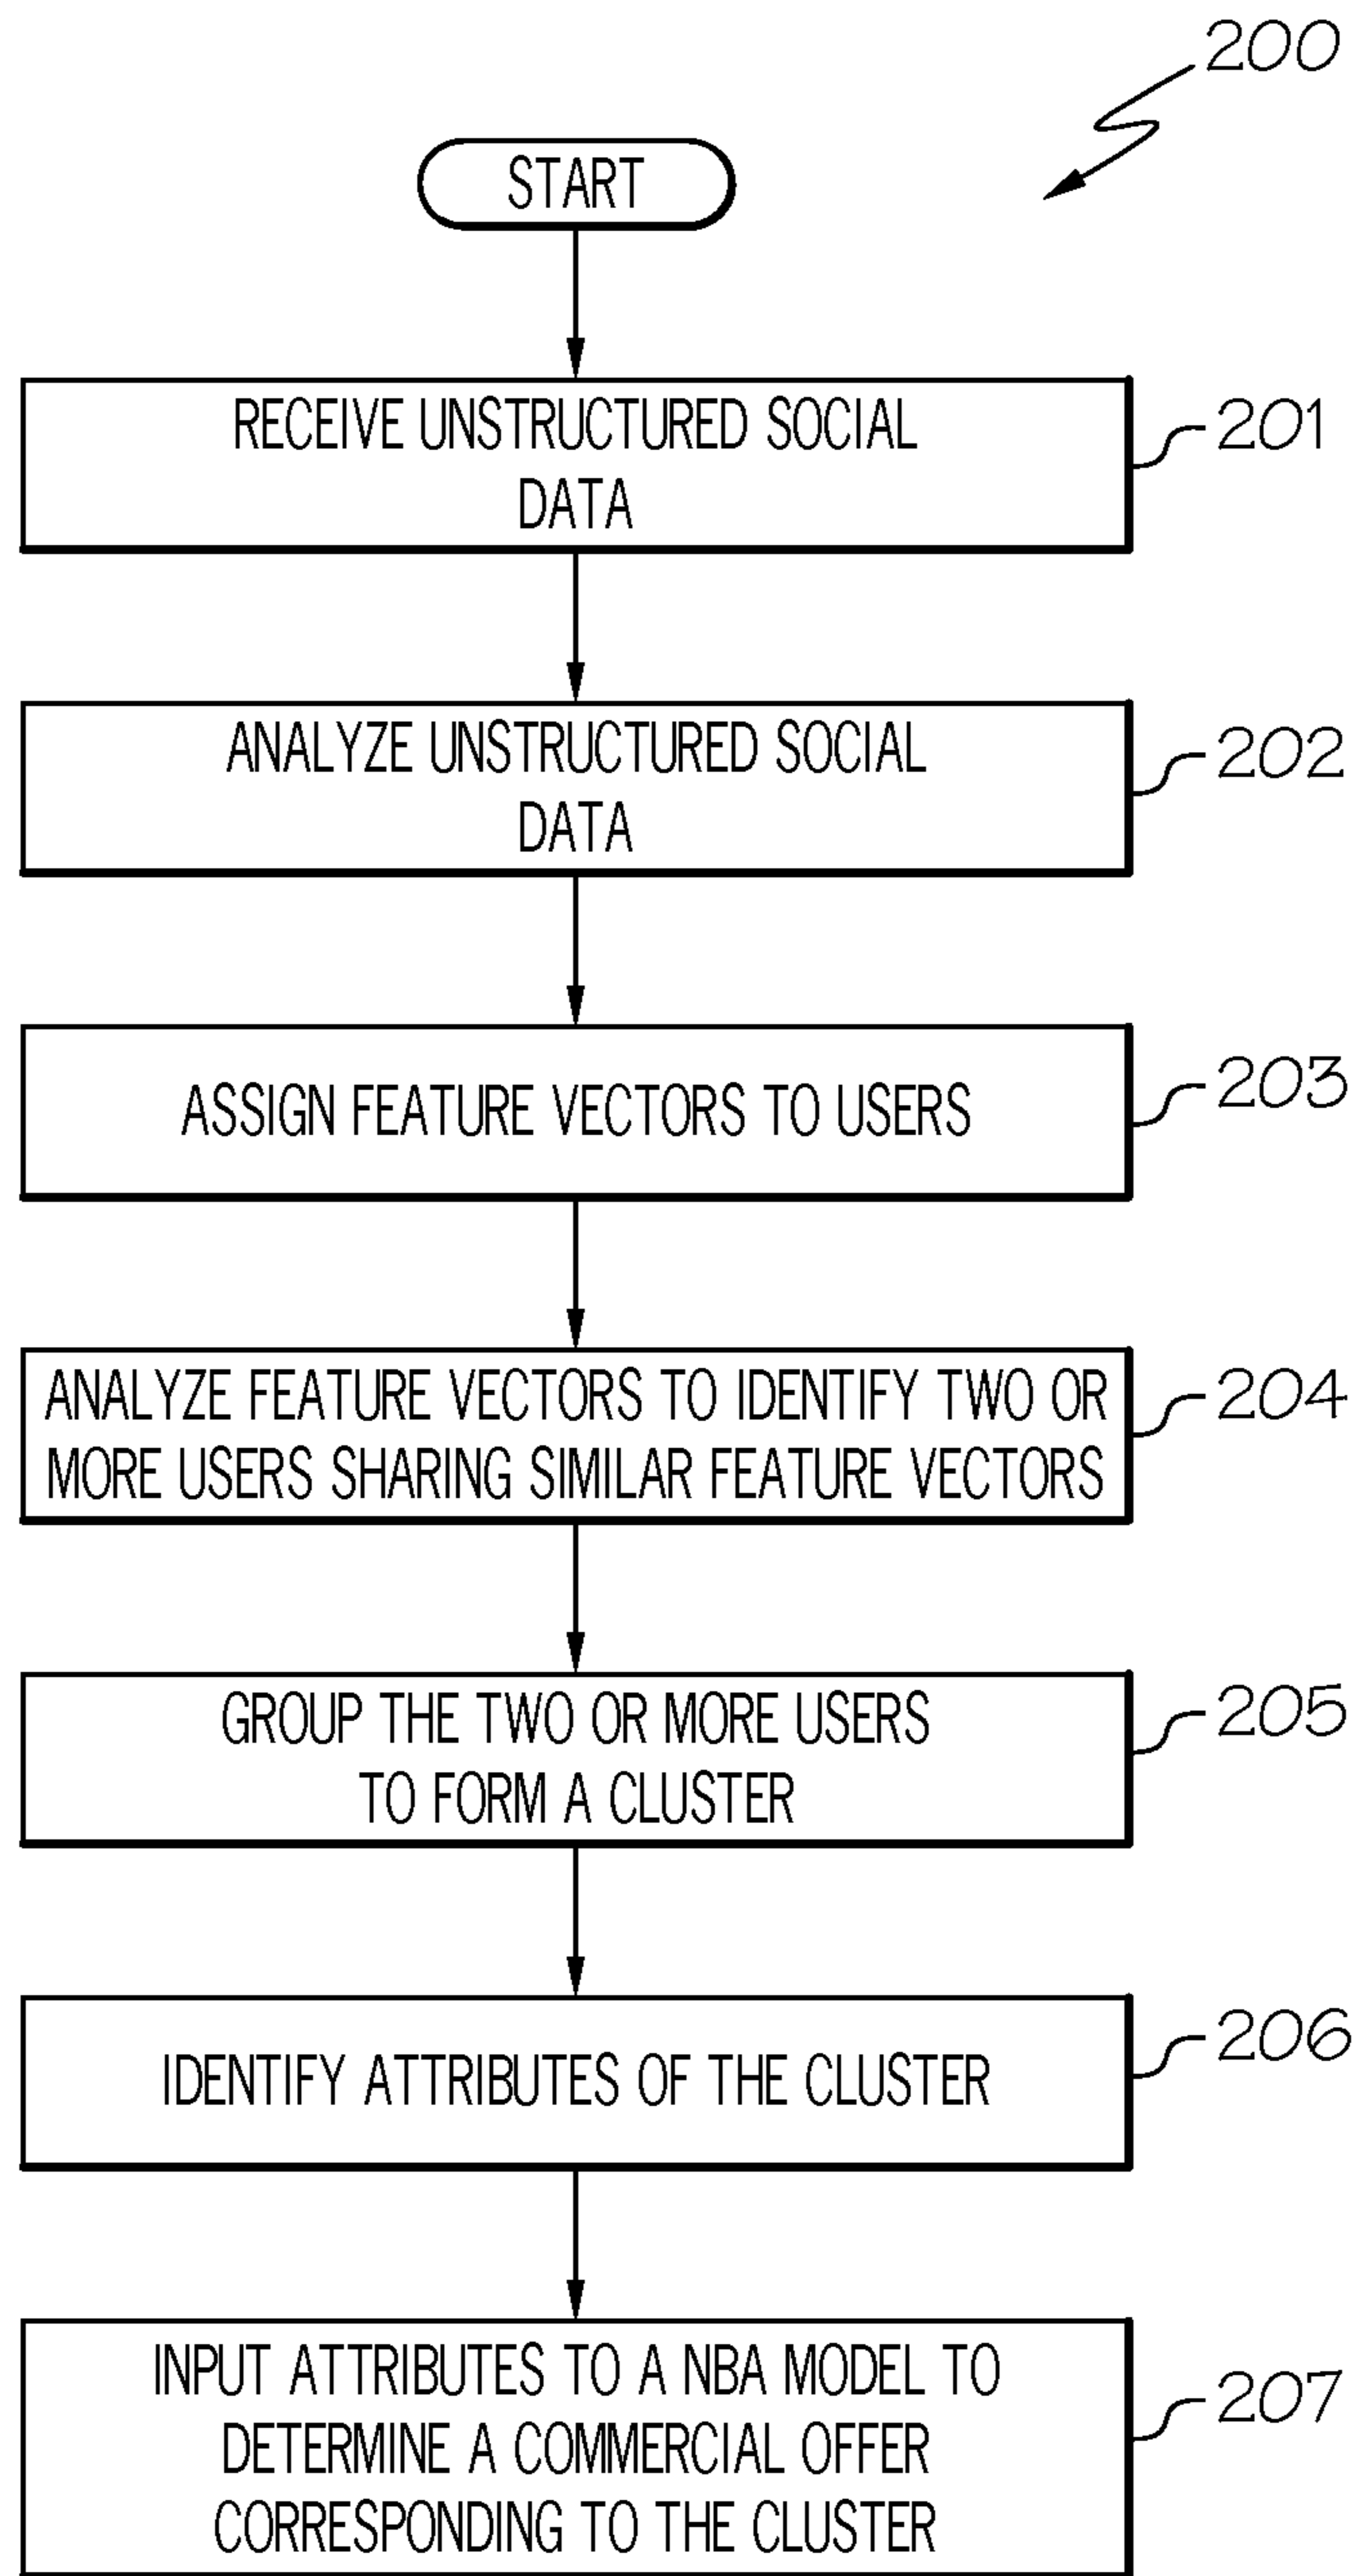 200
START
RECEIVE UNSTRUCTURED SOCIAL
DATA
201
ANALYZE UNSTRUCTURED SOCIAL
DATA
202
ASSIGN FEATURE VECTORS TO USERS
203
ANALYZE FEATURE VECTORS TO IDENTIFY TWO OR
MORE USERS SHARING SIMILAR FEATURE VECTORS
204
GROUP THE TWO OR MORE USERS
TO FORM A CLUSTER
205
IDENTIFY ATTRIBUTES OF THE CLUSTER
206
INPUT ATTRIBUTES TO A NBA MODEL TO
DETERMINE A COMMERCIAL OFFER
CORRESPONDING TO THE CLUSTER
207